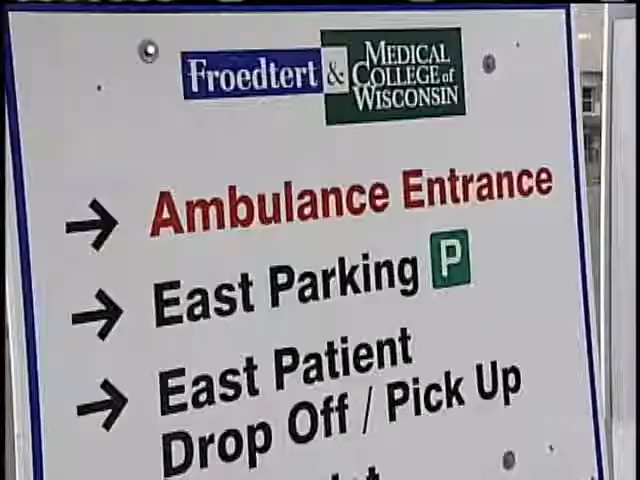 Froedtert & MEDICAL
COLLEGE of
WISCONSIN
→ Ambulance Entrance
→ East Parking P
→ East Patient
Drop Off / Pick Up